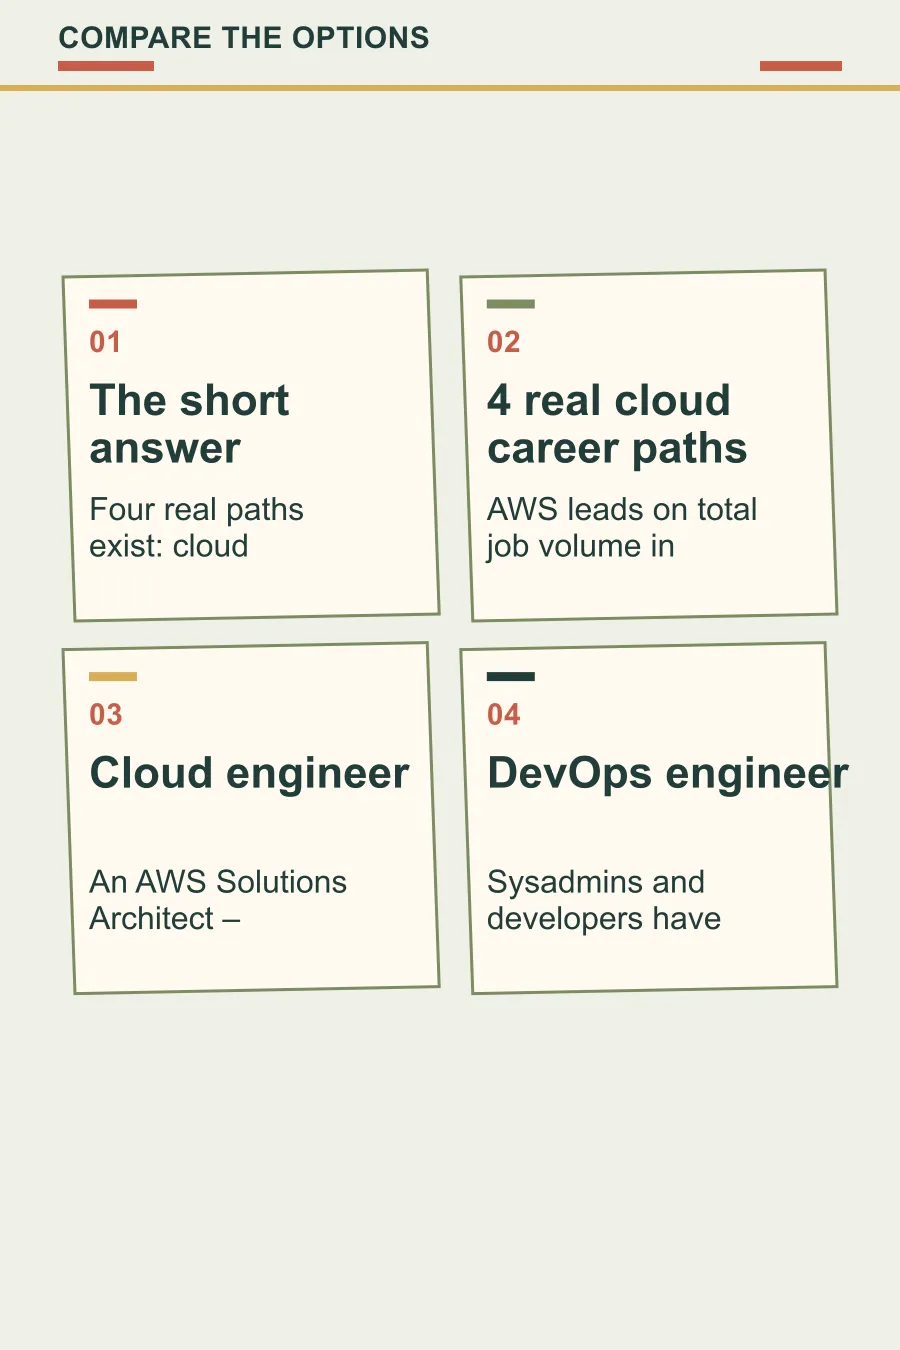 COMPARE THE OPTIONS
01
The short
answer
Four real paths
exist: cloud
02
4 real cloud
career paths
AWS leads on total
job volume in
03
Cloud engineer
An AWS Solutions
Architect –
04
DevOps engineer
Sysadmins and
developers have